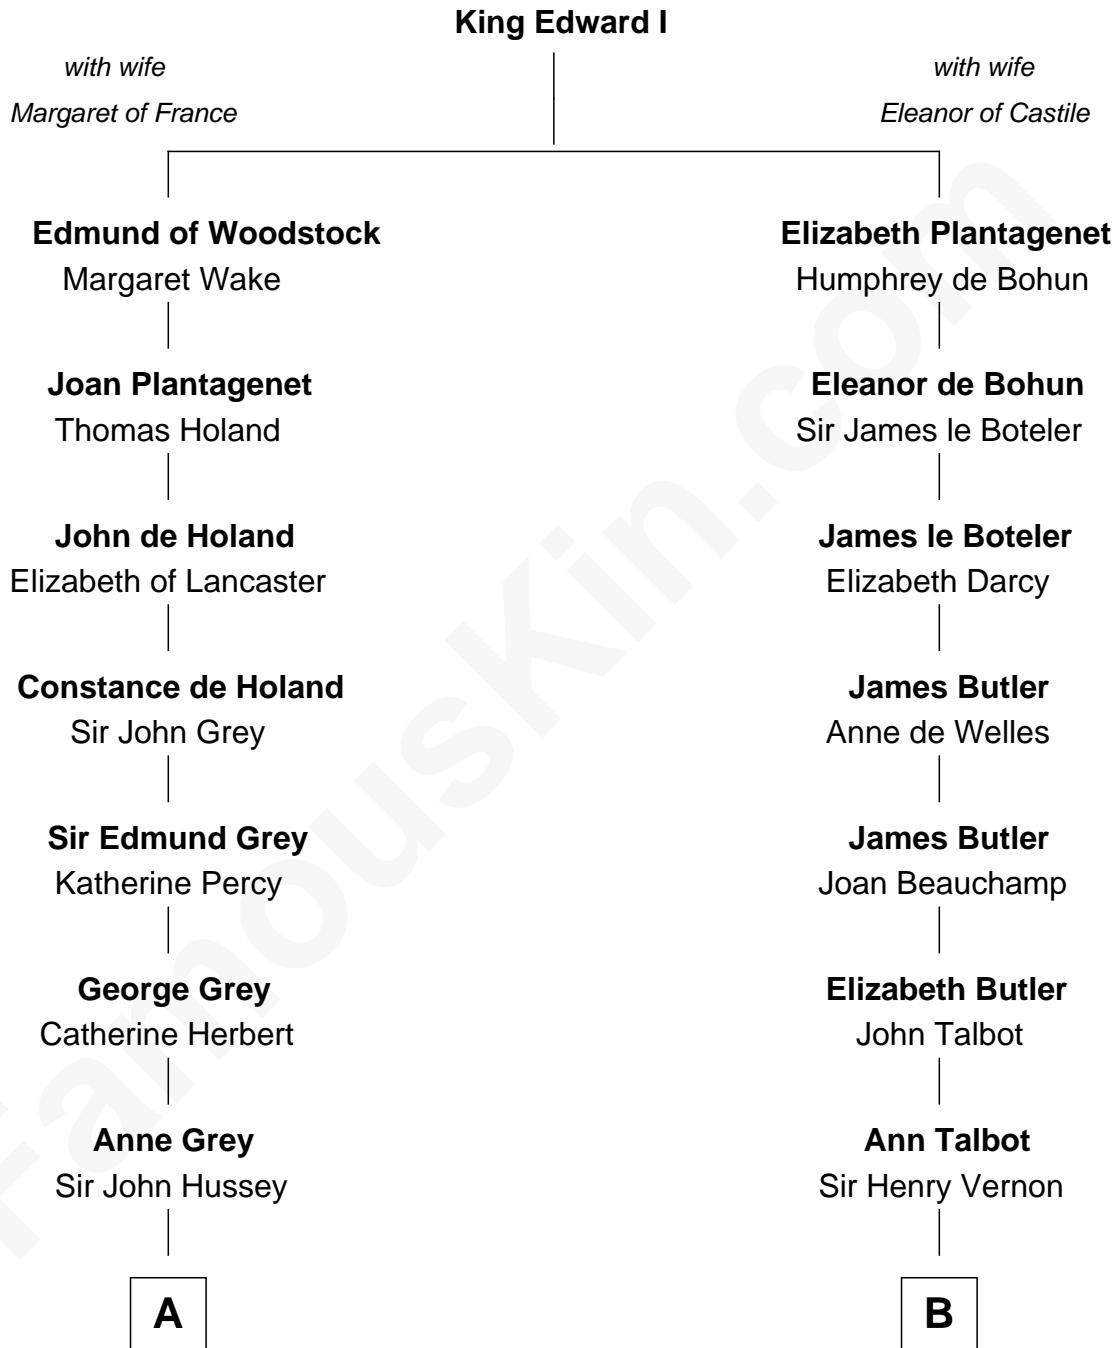 King Edward I
with wife
Margaret of France
with wife
Eleanor of Castile
Edmund of Woodstock
Margaret Wake
Elizabeth Plantagenet
Humphrey de Bohun
Joan Plantagenet
Thomas Holand
Eleanor de Bohun
Sir James le Boteler
John de Holand
Elizabeth of Lancaster
James le Boteler
Elizabeth Darcy
Constance de Holand
Sir John Grey
James Butler
Anne de Welles
Sir Edmund Grey
Katherine Percy
James Butler
Joan Beauchamp
George Grey
Catherine Herbert
Elizabeth Butler
John Talbot
Anne Grey
Sir John Hussey
Ann Talbot
Sir Henry Vernon
A
B
FamousKin.com